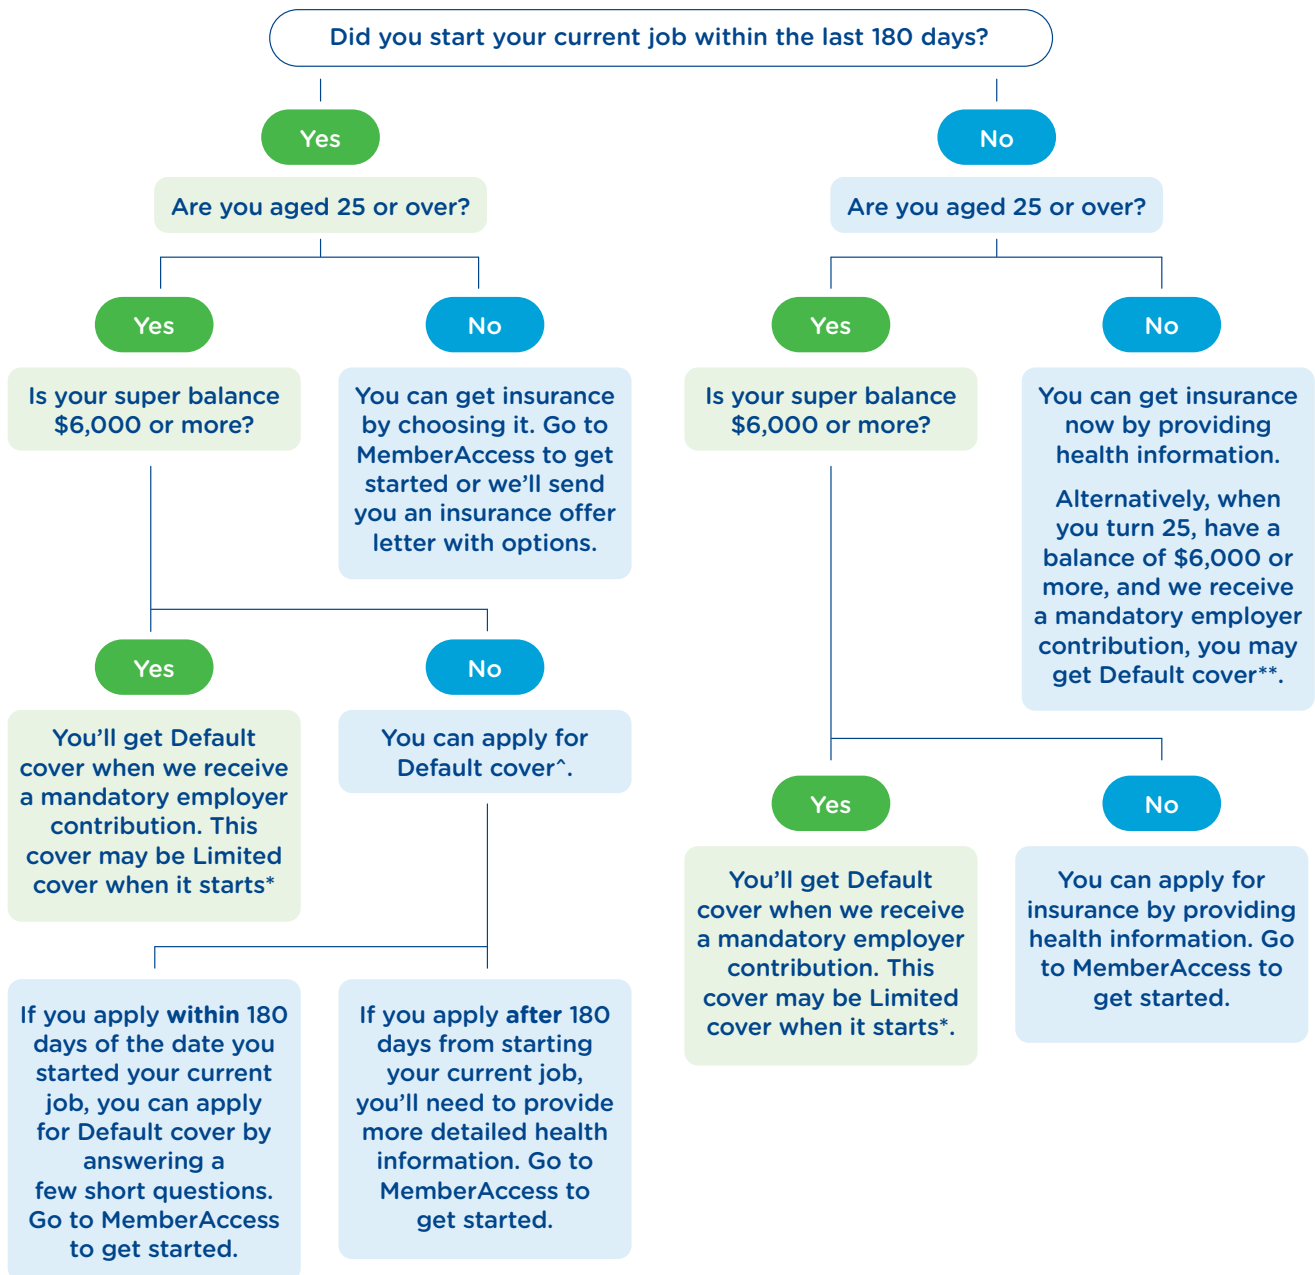 Did you start your current job within the last 180 days?
Yes
Are you aged 25 or over?
Yes
Is your super balance
$6,000 or more?
No
You can get insurance
by choosing it. Go to
MemberAccess to get
started or we’ll send
you an insurance offer
letter with options.
Yes
You’ll get Default
cover when we receive
a mandatory employer
contribution. This
cover may be Limited
cover when it starts*
No
You can apply for
Default cover^.
If you apply within 180
days of the date you
started your current
job, you can apply
for Default cover by
answering a
few short questions.
Go to MemberAccess
to get started.
If you apply after 180
days from starting
your current job,
you’ll need to provide
more detailed health
information. Go to
MemberAccess to
get started.
No
Are you aged 25 or over?
Yes
Is your super balance
$6,000 or more?
No
You can get insurance
now by providing
health information.
Alternatively, when
you turn 25, have a
balance of $6,000 or
more, and we receive
a mandatory employer
contribution, you may
get Default cover**.
Yes
You’ll get Default
cover when we receive
a mandatory employer
contribution. This
cover may be Limited
cover when it starts*.
No
You can apply for
insurance by providing
health information. Go
to MemberAccess to
get started.